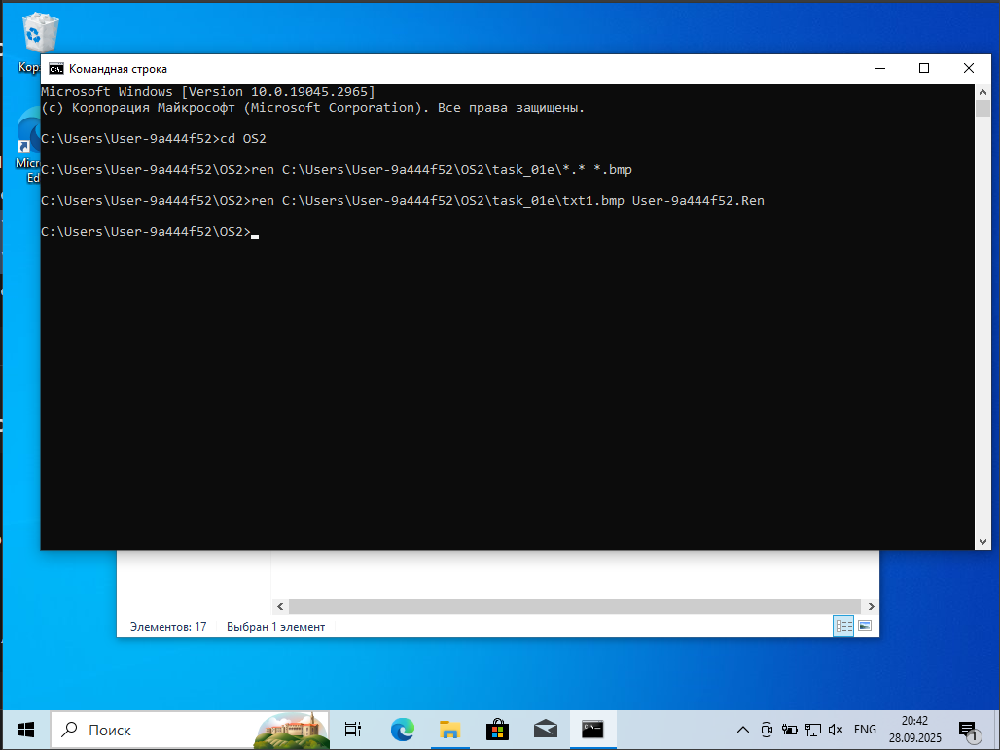 Кор
Командная строка
Microsoft Windows [Version 10.0.19045.2965]
(c) Корпорация Майкрософт (Microsoft Corporation). Все права защищены.
C:\Users\User-9a444f52>cd OS2
C:\Users\User-9a444f52\OS2>ren C:\Users\User-9a444f52\OS2\task_01e\*.* *.bmp
C:\Users\User-9a444f52\OS2>ren C:\Users\User-9a444f52\OS2\task_01e\txt1.bmp User-9a444f52.Ren
C:\Users\User-9a444f52\OS2>
Micr
Ed
Элементов: 17 Выбран 1 элемент
Поиск
ENG
20:42
28.09.2025
1